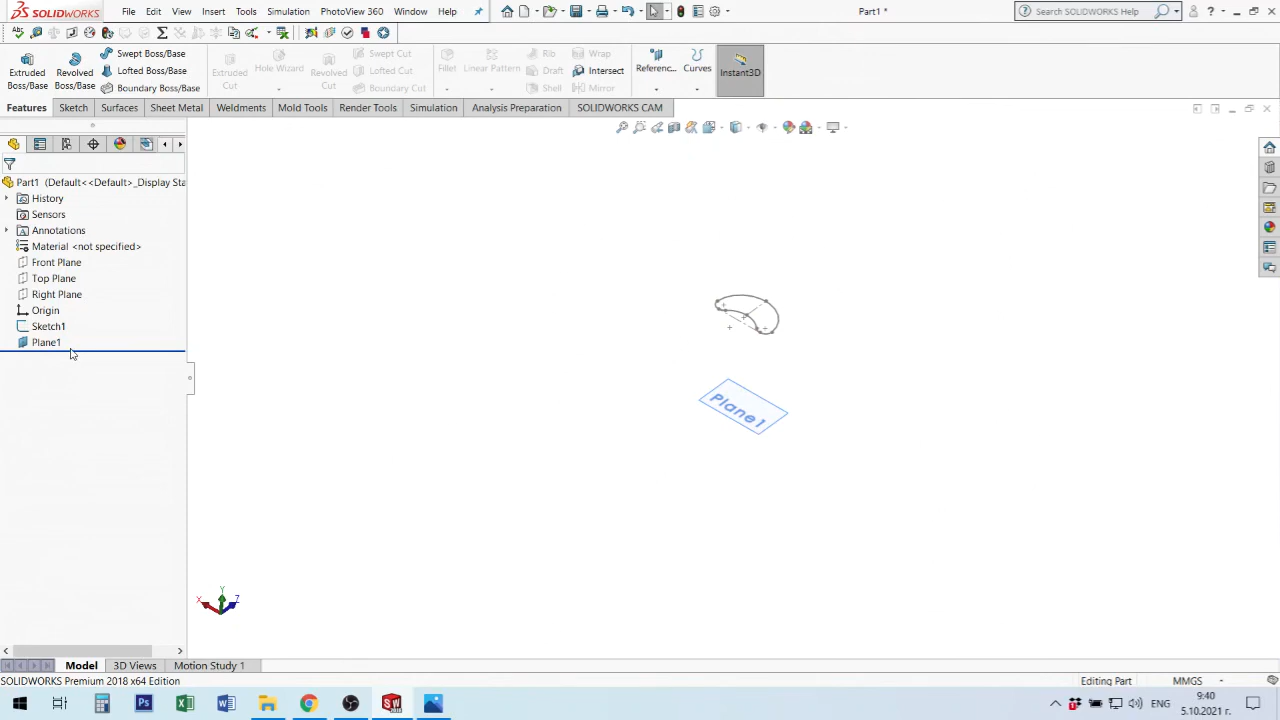 SOLIDWORKS
File
Edit
View
Insert
Tools
Simulation
PhotoView 360
Window
Help
Part1 *
Search SOLIDWORKS Help
Extruded
Boss/Base
Revolved
Boss/Base
Swept Boss/Base
Lofted Boss/Base
Boundary Boss/Base
Extruded
Cut
Hole Wizard
Revolved
Cut
Swept Cut
Lofted Cut
Boundary Cut
Fillet
Linear Pattern
Rib
Draft
Shell
Wrap
Intersect
Mirror
Referenc...
Curves
Instant3D
Features
Sketch
Surfaces
Sheet Metal
Weldments
Mold Tools
Render Tools
Simulation
Analysis Preparation
SOLIDWORKS CAM
Part1 (Default<<Default>_Display Sta
History
Sensors
Annotations
Material <not specified>
Front Plane
Top Plane
Right Plane
Origin
Sketch1
Plane1
Plane1
Y
X
Z
Model
3D Views
Motion Study 1
SOLIDWORKS Premium 2018 x64 Edition
Editing Part
MMGS
ENG
9:40
5.10.2021 г.